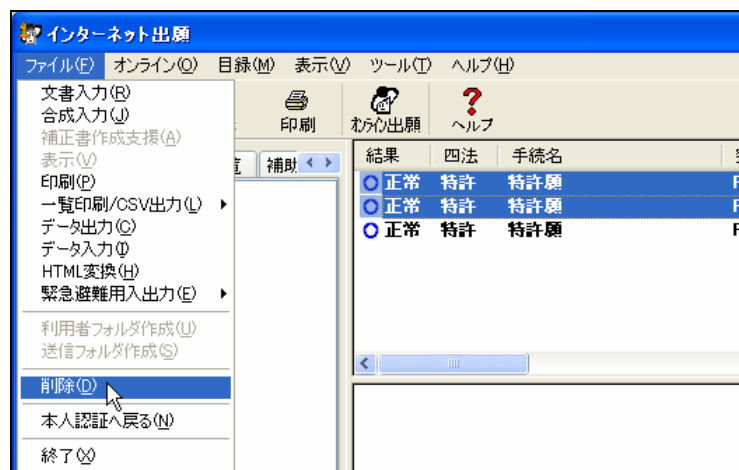 インターネット出願
ファイル(F) オンライン(O) 目録(M) 表示(V) ツール(T) ヘルプ(H)
文書入力(R)
合成入力(J)
補正書作成支援(A)
表示(V)
印刷(P)
一覧印刷/CSV出力(L)
データ出力(C)
データ入力(I)
HTML変換(H)
緊急避難用入出力(E)
利用者フォルダ作成(U)
送信フォルダ作成(S)
削除(D)
本人認証へ戻る(N)
終了(X)
印刷 オンライン出願 ヘルプ
補助
結果 四法 手続名
正常 特許 特許願
正常 特許 特許願
正常 特許 特許願